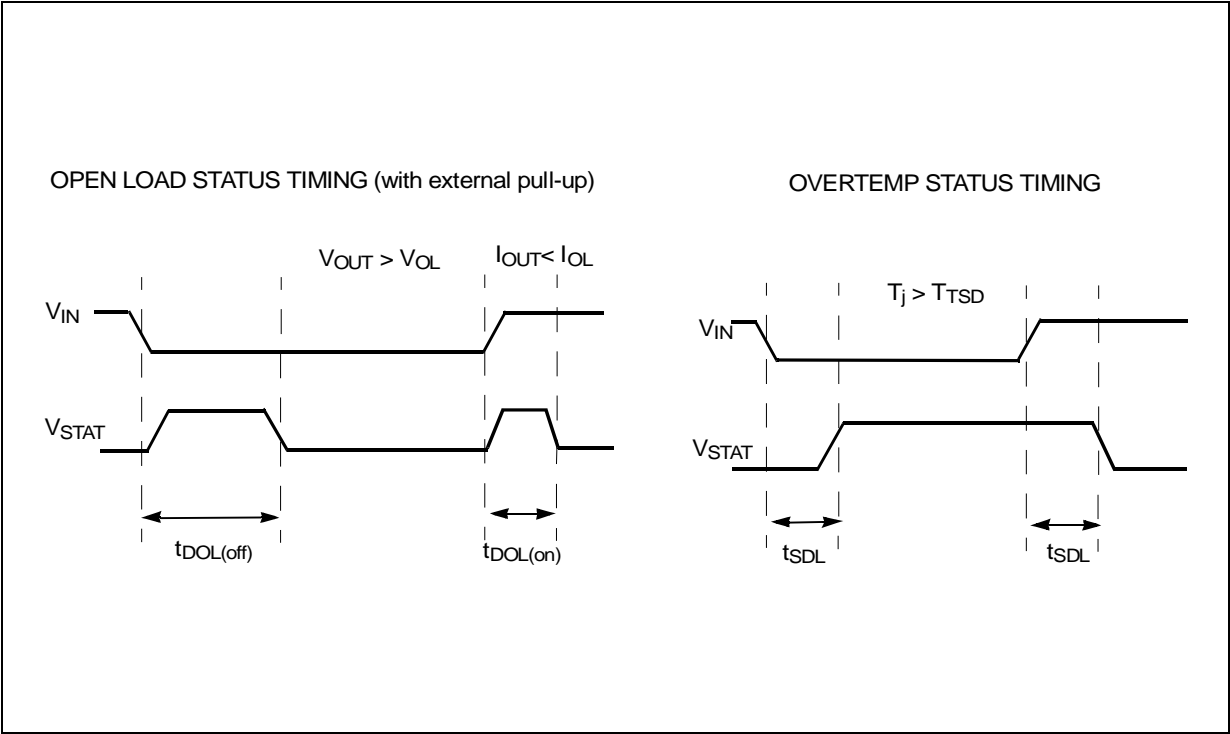 OPEN LOAD STATUS TIMING (with external pull-up)
VOUT > VOL
IOUT< IOL
VIN
VSTAT
tDOL(off)
tDOL(on)
OVERTEMP STATUS TIMING
Tj > TTSD
VIN
VSTAT
tSDL
tSDL